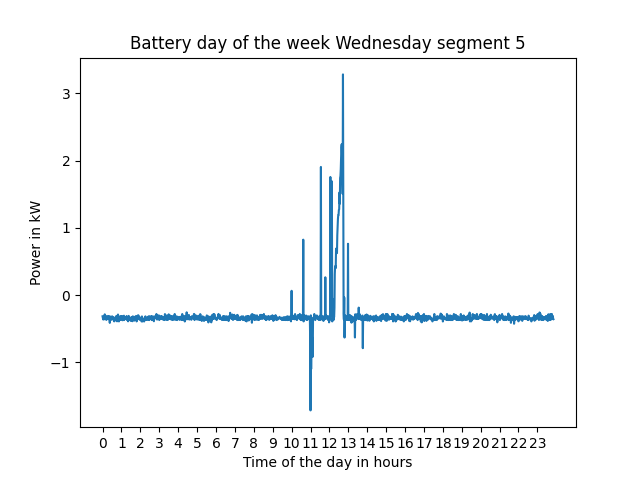 Battery day of the week Wednesday segment 5
Power in kW
3
2
1
0
−1
0 1 2 3 4 5 6 7 8 9 10 11 12 13 14 15 16 17 18 19 20 21 22 23
Time of the day in hours